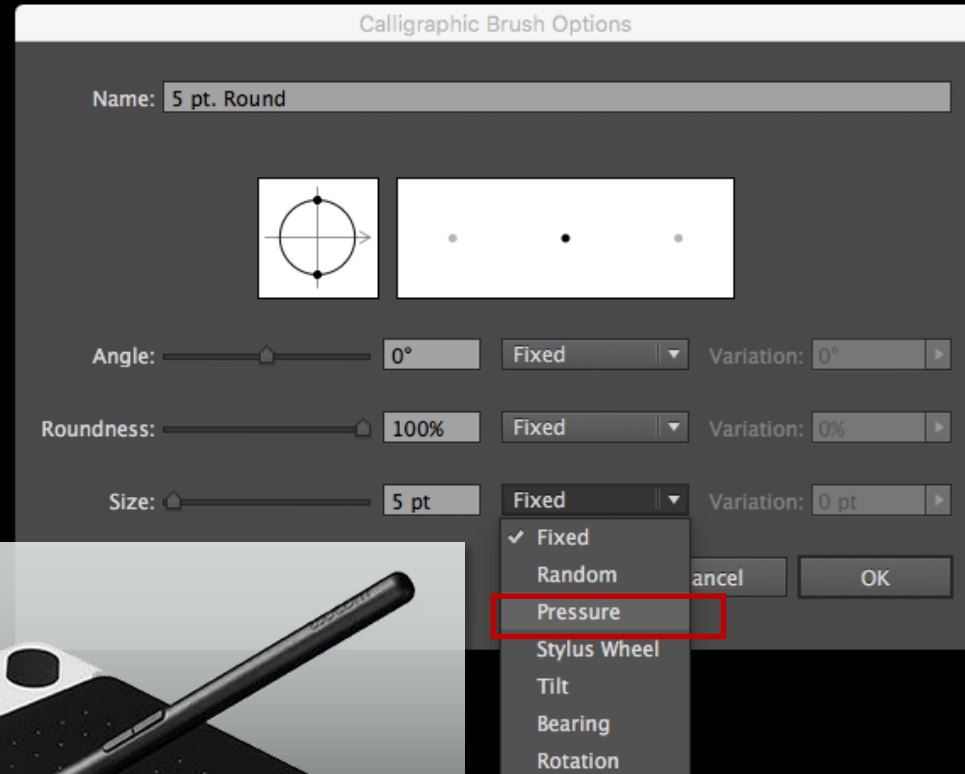 Calligraphic Brush Options
Name: 5 pt. Round
Angle: 0° Fixed Variation: 0°
Roundness: 100% Fixed Variation: 0%
Size: 5 pt Fixed Variation: 0 pt
Fixed
Random
ancel OK
Pressure
Stylus Wheel
Tilt
Bearing
Rotation